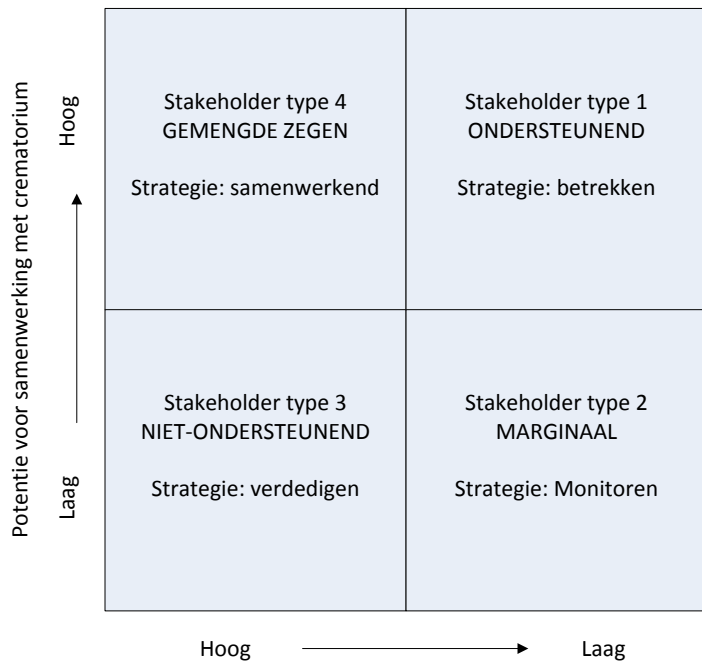 Potentie voor samenwerking met crematorium
Hoog
Laag
Stakeholder type 4
GEMENGDE ZEGEN
Strategie: samenwerkend
Stakeholder type 1
ONDERSTEUNEND
Strategie: betrekken
Stakeholder type 3
NIET-ONDERSTEUNEND
Strategie: verdedigen
Stakeholder type 2
MARGINAAL
Strategie: Monitoren
Hoog
Laag